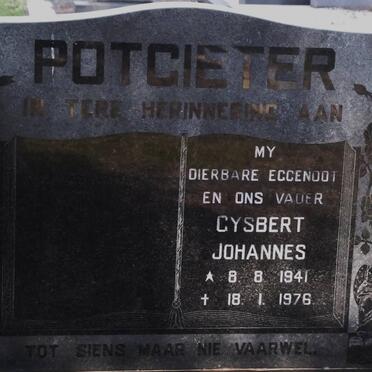 POTGIETER
IN TERE HERINNERING AAN
MY
DIERBARE EGGENOOT
EN ONS VADER
GYSBERT
JOHANNES
★ 8. 8. 1941
✝ 18. 1. 1976
TOT SIENS MAAR NIE VAARWEL.